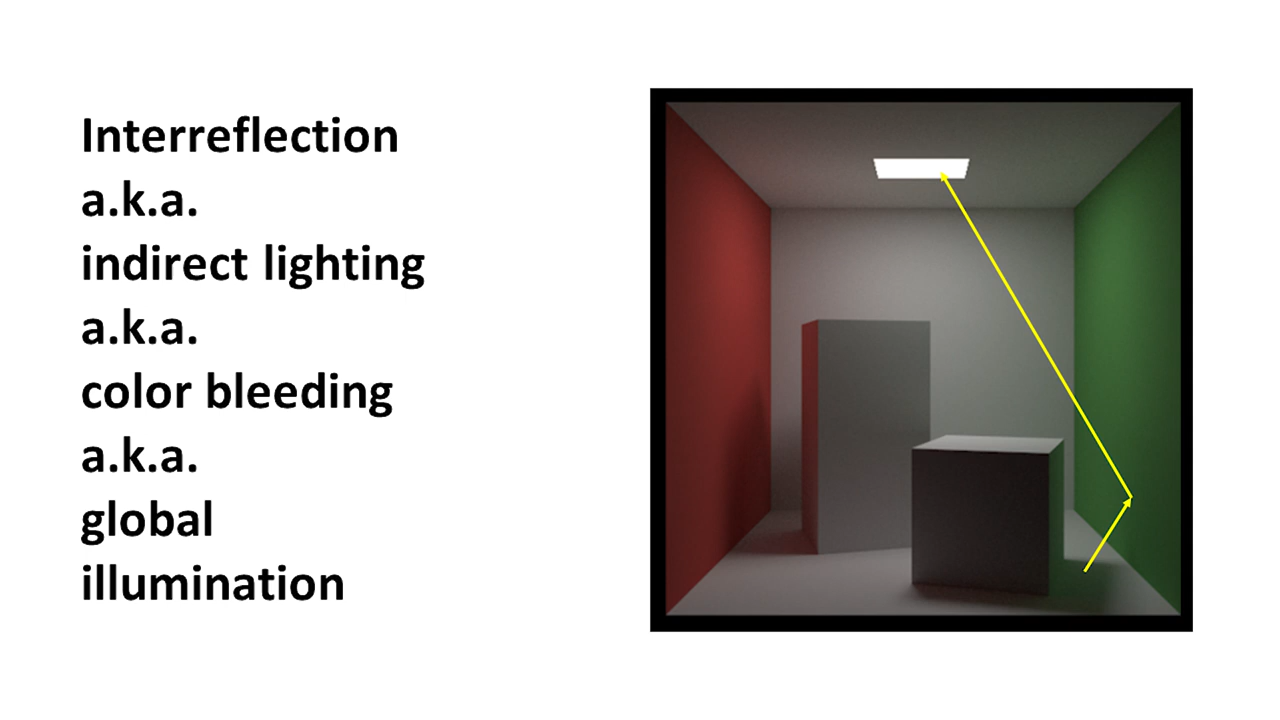 Interreflection
a.k.a.
indirect lighting
a.k.a.
color bleeding
a.k.a.
global
illumination